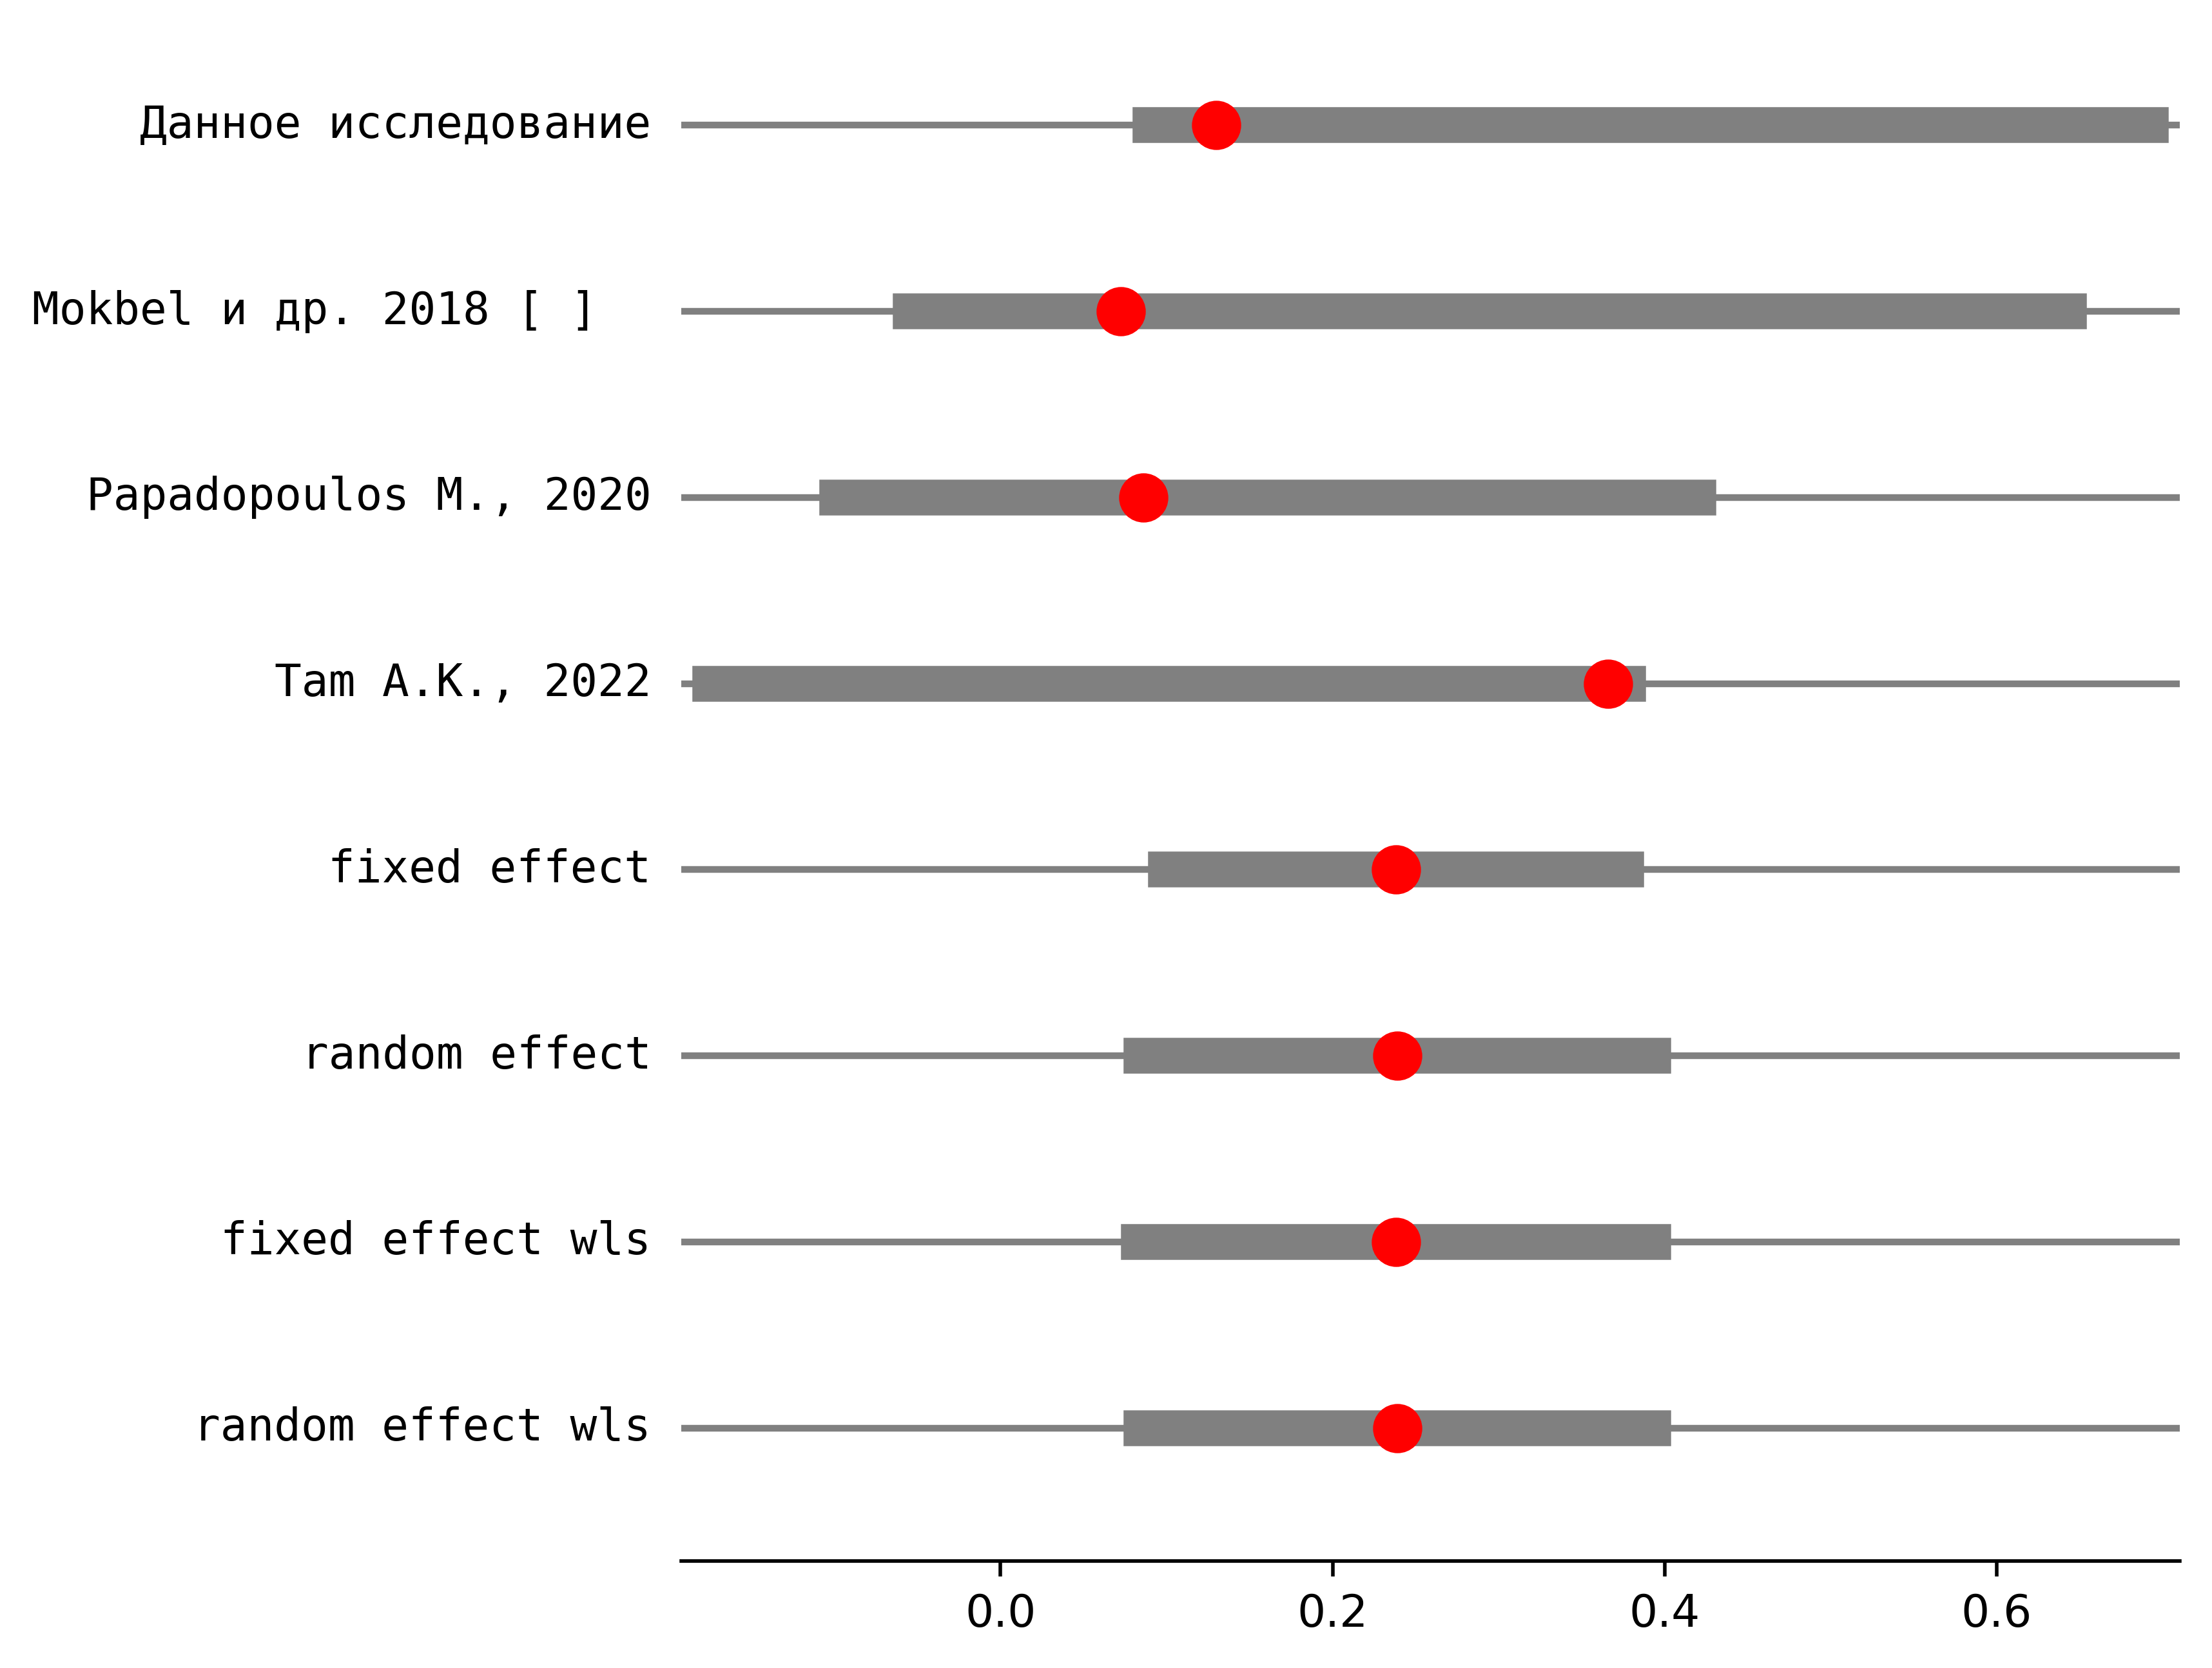 Данное исследование
Mokbel и др. 2018 [ ]
Papadopoulos M., 2020
Tam A.K., 2022
fixed effect
random effect
fixed effect wls
random effect wls
0.0 0.2 0.4 0.6